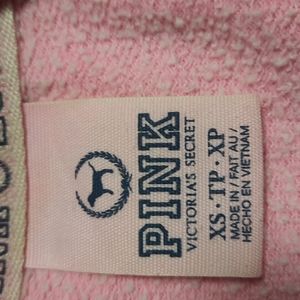 PINK
VICTORIA'S SECRET
XS · TP · XP
MADE IN / FAIT AU /
HECHO EN VIETNAM